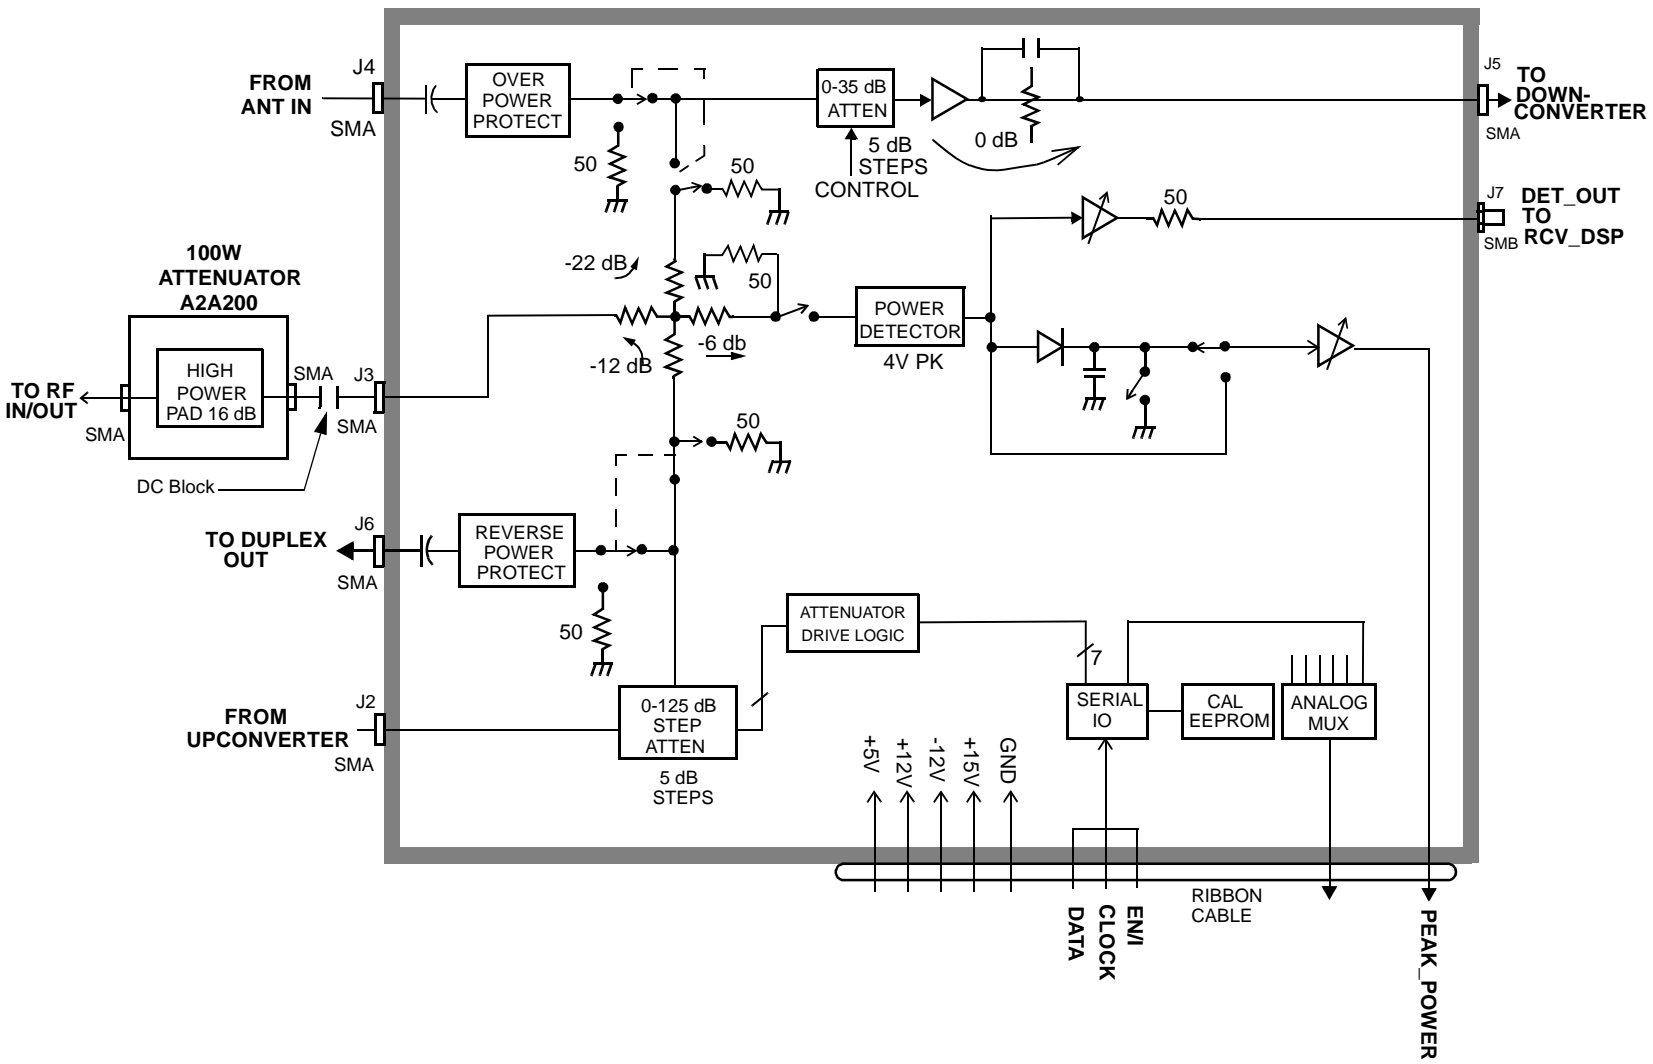 J4
FROM
ANT IN
SMA
OVER
POWER
PROTECT
50
50
0-35 dB
ATTEN
5 dB
STEPS
CONTROL
0 dB
J5
TO
DOWN-
CONVERTER
SMA
50
J7
DET_OUT
TO
RCV_DSP
SMB
100W
ATTENUATOR
A2A200
HIGH
POWER
PAD 16 dB
TO RF
IN/OUT
SMA
SMA
J3
SMA
DC Block
-22 dB
50
-6 db
-12 dB
POWER
DETECTOR
4V PK
50
J6
TO DUPLEX
OUT
SMA
REVERSE
POWER
PROTECT
50
ATTENUATOR
DRIVE LOGIC
7
J2
FROM
UPCONVERTER
SMA
0-125 dB
STEP
ATTEN
5 dB
STEPS
SERIAL
IO
CAL
EEPROM
ANALOG
MUX
+5V
+12V
-12V
+15V
GND
DATA
CLOCK
EN/I
RIBBON
CABLE
PEAK_POWER